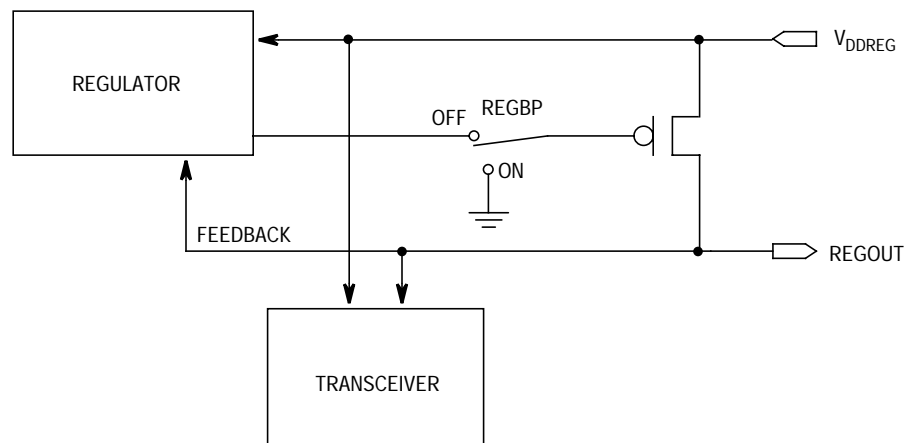 V_DDREG
REGULATOR
REGBP
OFF
ON
FEEDBACK
REGOUT
TRANSCEIVER